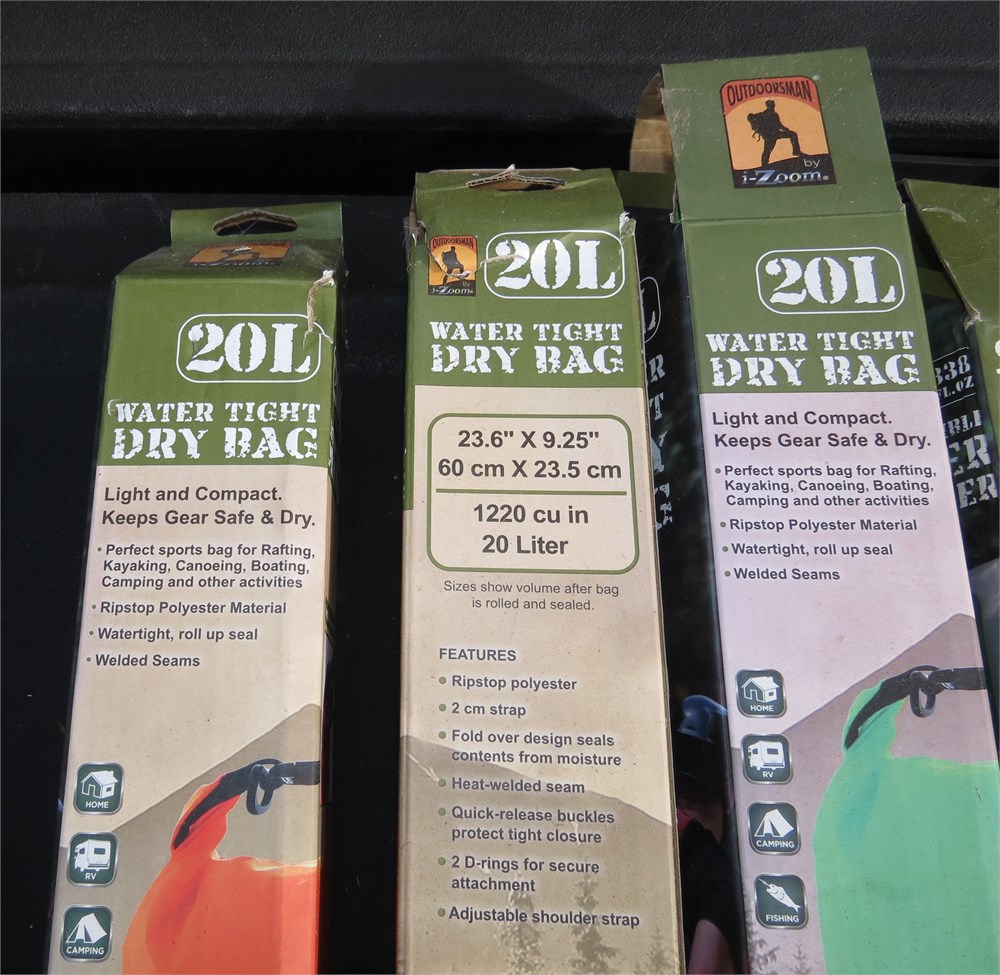 OUTDOORSMAN
by
i-Zoom
20L
WATER TIGHT
DRY BAG
Light and Compact.
Keeps Gear Safe & Dry.
• Perfect sports bag for Rafting,
Kayaking, Canoeing, Boating,
Camping and other activities
• Ripstop Polyester Material
• Watertight, roll up seal
• Welded Seams
HOME
RV
CAMPING
OUTDOORSMAN
by
i-Zoom®
20L
WATER TIGHT
DRY BAG
23.6" X 9.25"
60 cm X 23.5 cm
1220 cu in
20 Liter
Sizes show volume after bag
is rolled and sealed.
FEATURES
• Ripstop polyester
• 2 cm strap
• Fold over design seals
contents from moisture
• Heat-welded seam
• Quick-release buckles
protect tight closure
• 2 D-rings for secure
attachment
• Adjustable shoulder strap
OUTDOORSMAN®
by
i-Zoom®
20L
WATER TIGHT
DRY BAG
Light and Compact.
Keeps Gear Safe & Dry.
• Perfect sports bag for Rafting,
Kayaking, Canoeing, Boating,
Camping and other activities
• Ripstop Polyester Material
• Watertight, roll up seal
• Welded Seams
HOME
RV
CAMPING
FISHING
338
FL.OZ